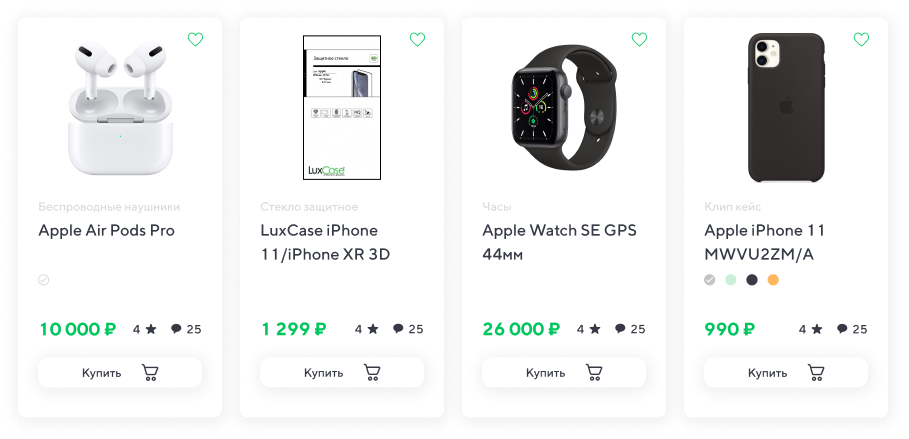 Защитное стекло
LuxCase
Беспроводные наушники
Apple Air Pods Pro
10 000 ₽ 4 25
Купить
Стекло защитное
LuxCase iPhone
11/iPhone XR 3D
1 299 ₽ 4 25
Купить
Часы
Apple Watch SE GPS
44мм
26 000 ₽ 4 25
Купить
Клип кейс
Apple iPhone 11
MWVU2ZM/A
990 ₽ 4 25
Купить